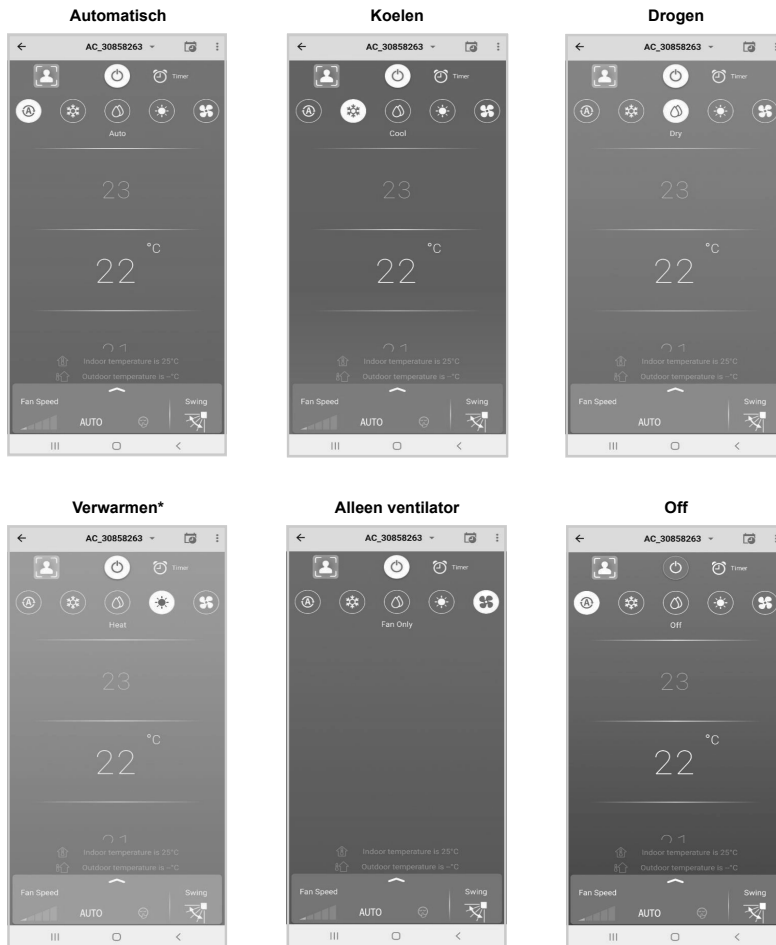 Automatisch
AC_30858263
Timer
Auto
23
22 °C
21
Indoor temperature is 25°C
Outdoor temperature is --°C
Fan Speed
Swing
AUTO
Koelen
AC_30858263
Timer
Cool
23
22 °C
21
Indoor temperature is 25°C
Outdoor temperature is --°C
Fan Speed
Swing
AUTO
Drogen
AC_30858263
Timer
Dry
23
22 °C
21
Indoor temperature is 25°C
Outdoor temperature is --°C
Fan Speed
Swing
AUTO
Verwarmen*
AC_30858263
Timer
Heat
23
22 °C
21
Indoor temperature is 25°C
Outdoor temperature is --°C
Fan Speed
Swing
AUTO
Alleen ventilator
AC_30858263
Timer
Fan Only
Indoor temperature is 25°C
Outdoor temperature is --°C
Fan Speed
Swing
AUTO
Off
AC_30858263
Timer
Off
23
22 °C
21
Indoor temperature is 25°C
Outdoor temperature is --°C
Fan Speed
Swing
AUTO